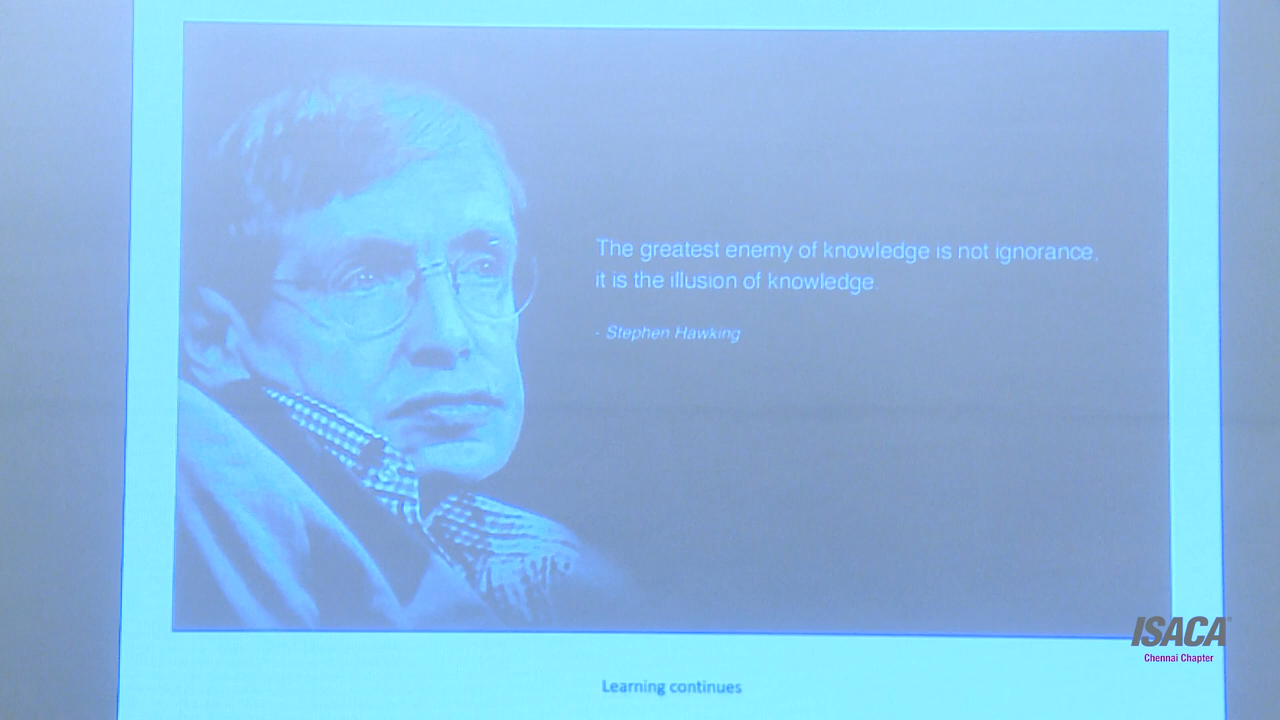 The greatest enemy of knowledge is not ignorance,
it is the illusion of knowledge.
- Stephen Hawking
ISACA
Chennai Chapter
Learning continues